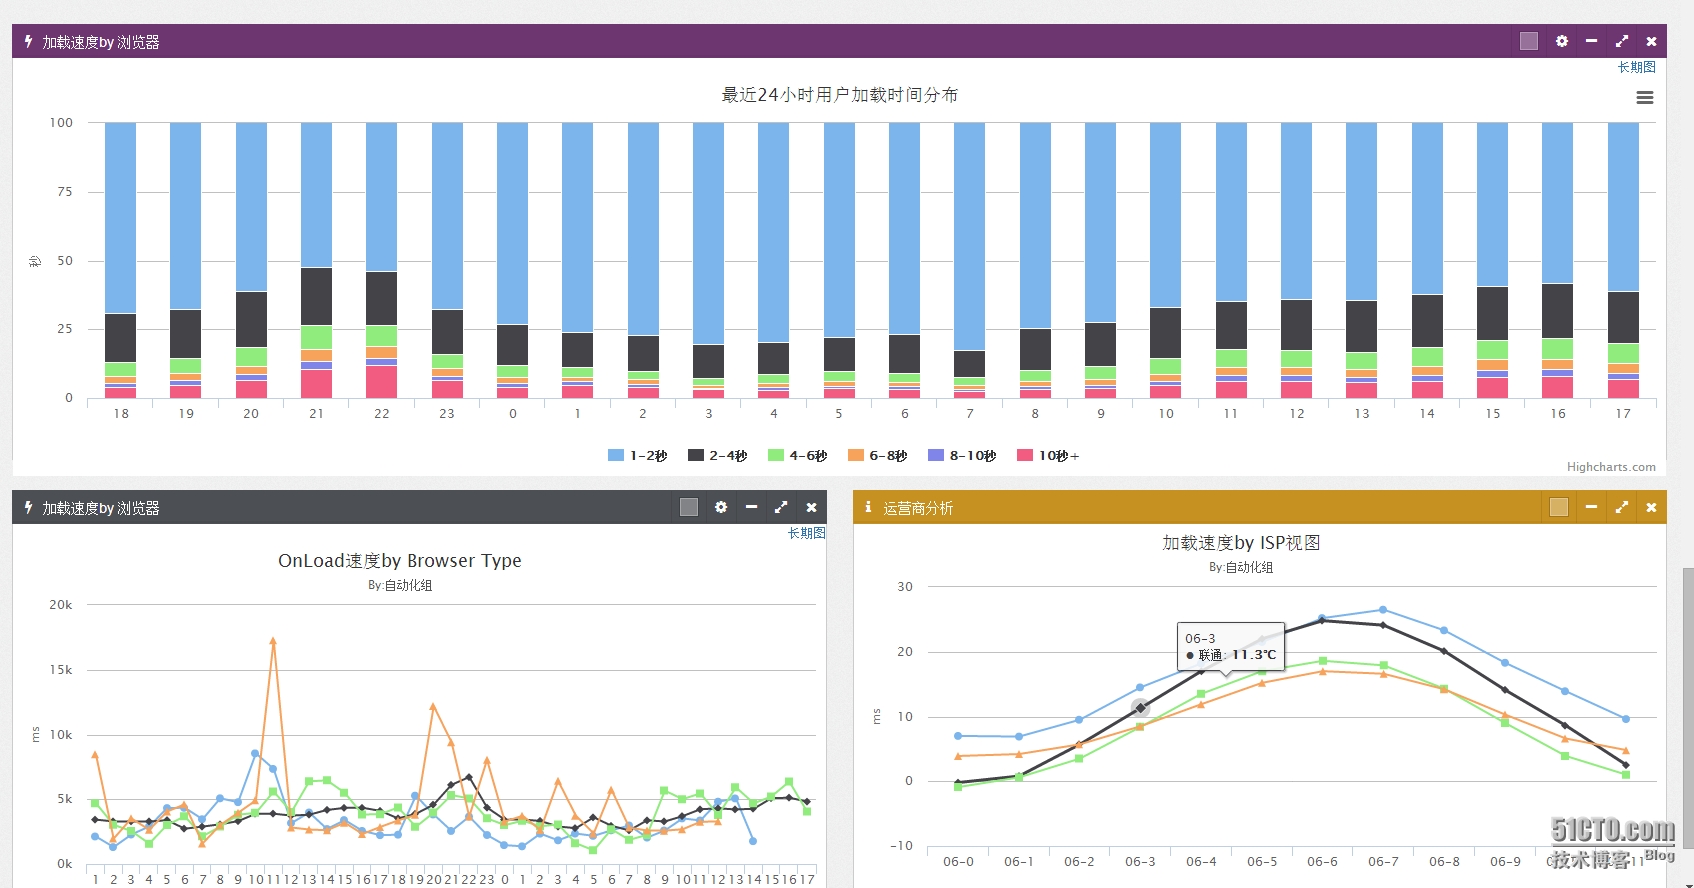 加载速度by 浏览器
长期图
最近24小时用户加载时间分布
100
75
50
25
0
秒
18 19 20 21 22 23 0 1 2 3 4 5 6 7 8 9 10 11 12 13 14 15 16 17
1-2秒 2-4秒 4-6秒 6-8秒 8-10秒 10秒+
Highcharts.com
加载速度by 浏览器
长期图
OnLoad速度by Browser Type
By:自动化组
20k
15k
10k
5k
0k
ms
1 2 3 4 5 6 7 8 9 10 11 12 13 14 15 16 17 18 19 20 21 22 23 0 1 2 3 4 5 6 7 8 9 10 11 12 13 14 15 16 17
运营商分析
加载速度by ISP视图
By:自动化组
30
20
10
0
-10
ms
06-3
联通: 11.3℃
06-0 06-1 06-2 06-3 06-4 06-5 06-6 06-7 06-8 06-9
51CTO.com
技术博客 Blog